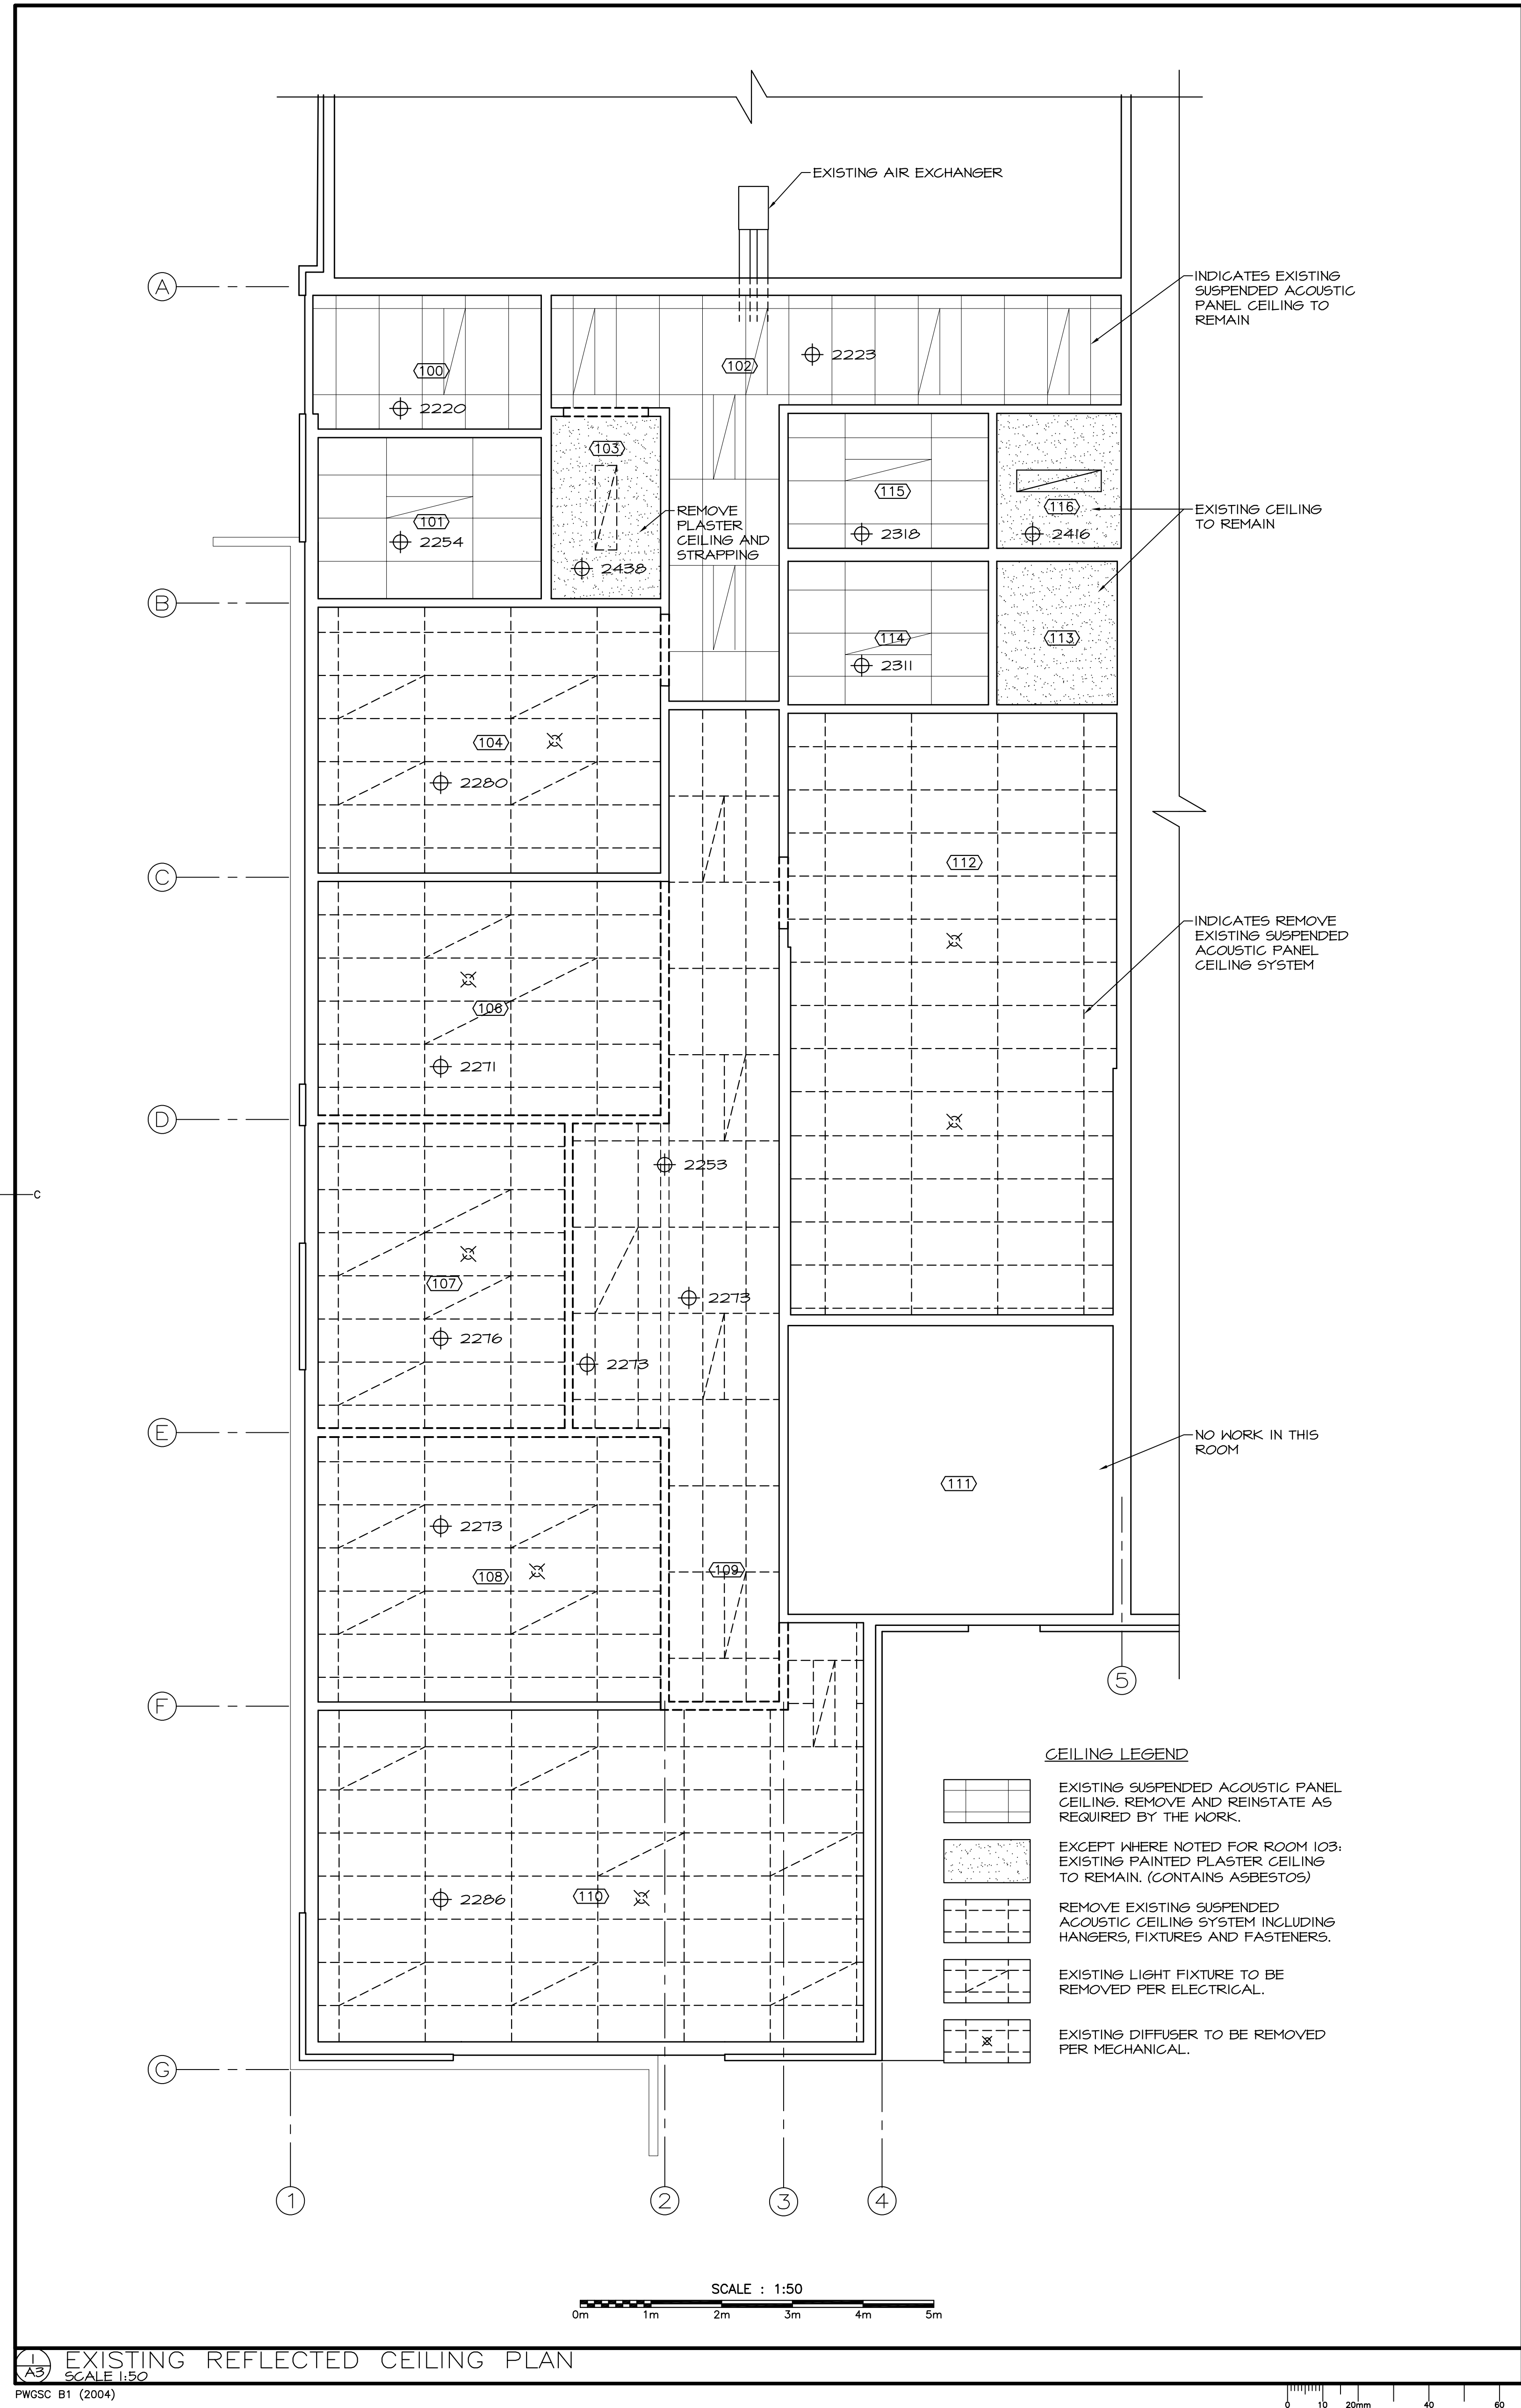 EXISTING AIR EXCHANGER
A
INDICATES EXISTING
SUSPENDED ACOUSTIC
PANEL CEILING TO
REMAIN
102
2223
100
2220
103
115
116
EXISTING CEILING
TO REMAIN
101
2254
REMOVE
PLASTER
CEILING AND
STRAPPING
2318
2416
2438
B
114
113
2311
104
2280
C
112
INDICATES REMOVE
EXISTING SUSPENDED
ACOUSTIC PANEL
CEILING SYSTEM
106
2271
D
2253
C
107
2273
2276
2273
E
NO WORK IN THIS
ROOM
111
2273
108
109
5
F
CEILING LEGEND
EXISTING SUSPENDED ACOUSTIC PANEL
CEILING. REMOVE AND REINSTATE AS
REQUIRED BY THE WORK.
EXCEPT WHERE NOTED FOR ROOM 103:
EXISTING PAINTED PLASTER CEILING
TO REMAIN. (CONTAINS ASBESTOS)
110
2286
REMOVE EXISTING SUSPENDED
ACOUSTIC CEILING SYSTEM INCLUDING
HANGERS, FIXTURES AND FASTENERS.
EXISTING LIGHT FIXTURE TO BE
REMOVED PER ELECTRICAL.
EXISTING DIFFUSER TO BE REMOVED
PER MECHANICAL.
G
1 2 3 4
SCALE : 1:50
0m 1m 2m 3m 4m 5m
1
A3
EXISTING REFLECTED CEILING PLAN
SCALE 1:50
PWGSC B1 (2004)
0 10 20mm 40 60